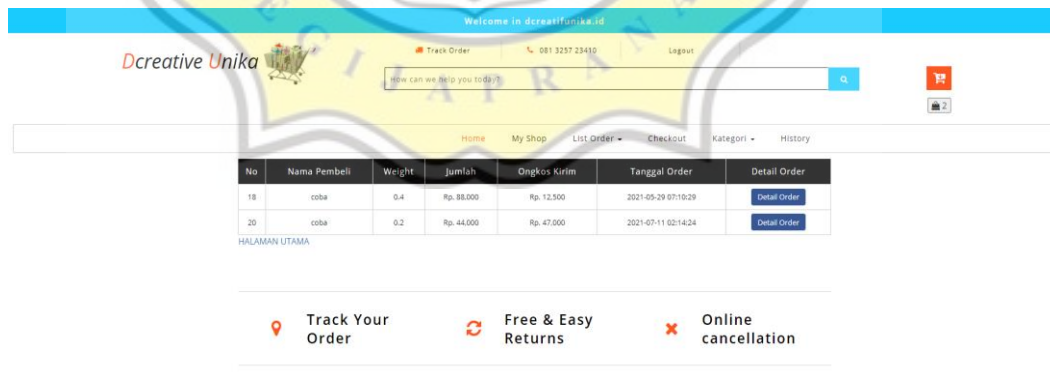 Welcome in dcreatifunika.id
Dcreative Unika
Track Order 081 3257 23410 Logout
How can we help you today?
2
Home My Shop List Order Checkout Kategori History
No Nama Pembeli Weight Jumlah Ongkos Kirim Tanggal Order Detail Order
18 coba 0.4 Rp. 88,000 Rp. 12,500 2021-05-29 07:10:29 Detail Order
20 coba 0.2 Rp. 44,000 Rp. 47,000 2021-07-11 02:14:24 Detail Order
HALAMAN UTAMA
Track Your
Order
Free & Easy
Returns
Online
cancellation